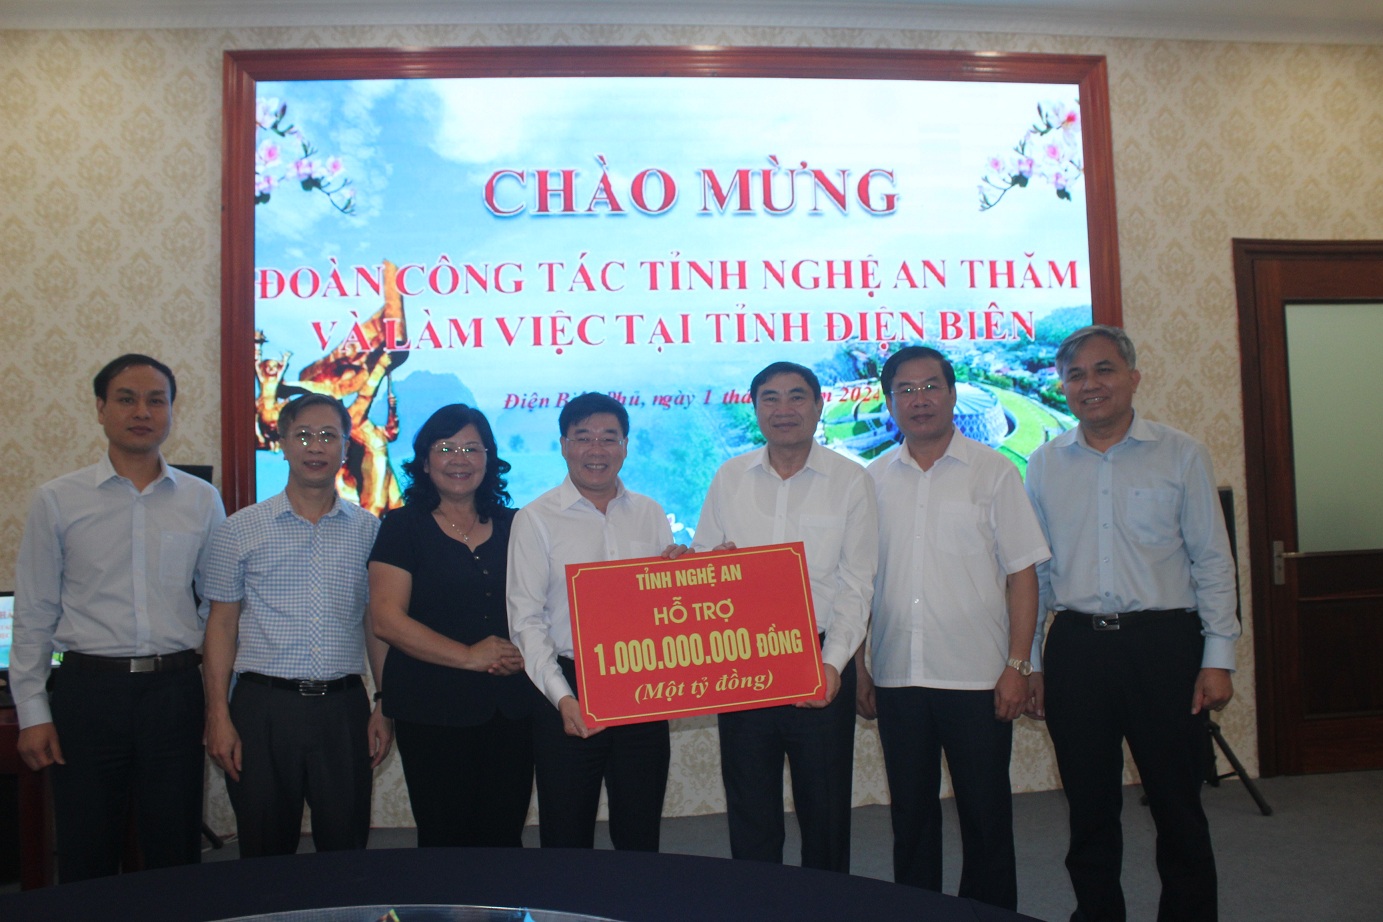 CHÀO MỪNG
ĐOÀN CÔNG TÁC TỈNH NGHỆ AN THĂM
VÀ LÀM VIỆC TẠI TỈNH ĐIỆN BIÊN
Điện Biên Phủ, ngày 1 2024
TỈNH NGHỆ AN
HỖ TRỢ
1.000.000.000 ĐỒNG
(Một tỷ đồng)